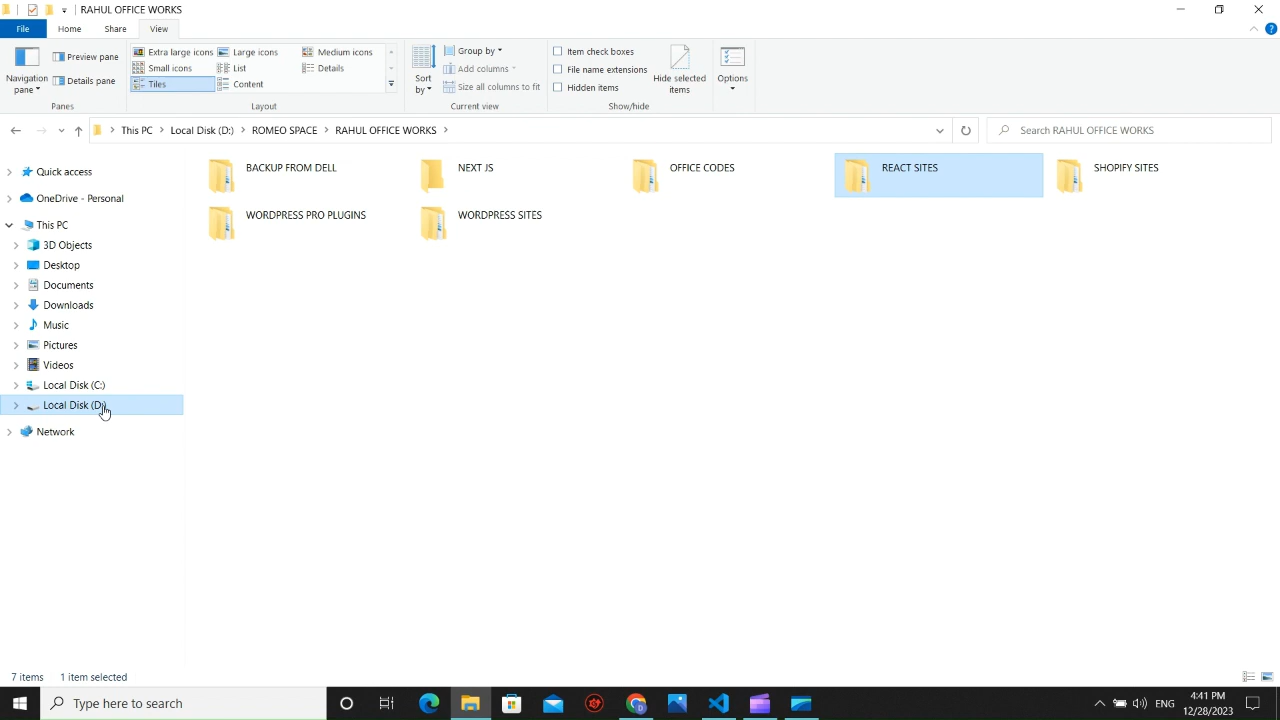 RAHUL OFFICE WORKS
File Home Share View
Preview pane
Details pane
Navigation pane
Panes
Extra large icons Large icons Medium icons
Small icons List Details
Tiles Content
Layout
Sort by
Group by
Add columns
Size all columns to fit
Current view
Item check boxes
File name extensions
Hidden items
Hide selected items
Show/hide
Options
This PC Local Disk (D:) ROMEO SPACE RAHUL OFFICE WORKS
Search RAHUL OFFICE WORKS
Quick access
OneDrive - Personal
This PC
3D Objects
Desktop
Documents
Downloads
Music
Pictures
Videos
Local Disk (C:)
Local Disk (D:)
Network
BACKUP FROM DELL NEXT JS OFFICE CODES REACT SITES SHOPIFY SITES
WORDPRESS PRO PLUGINS WORDPRESS SITES
7 items 1 item selected
Type here to search
ENG
4:41 PM
12/28/2023